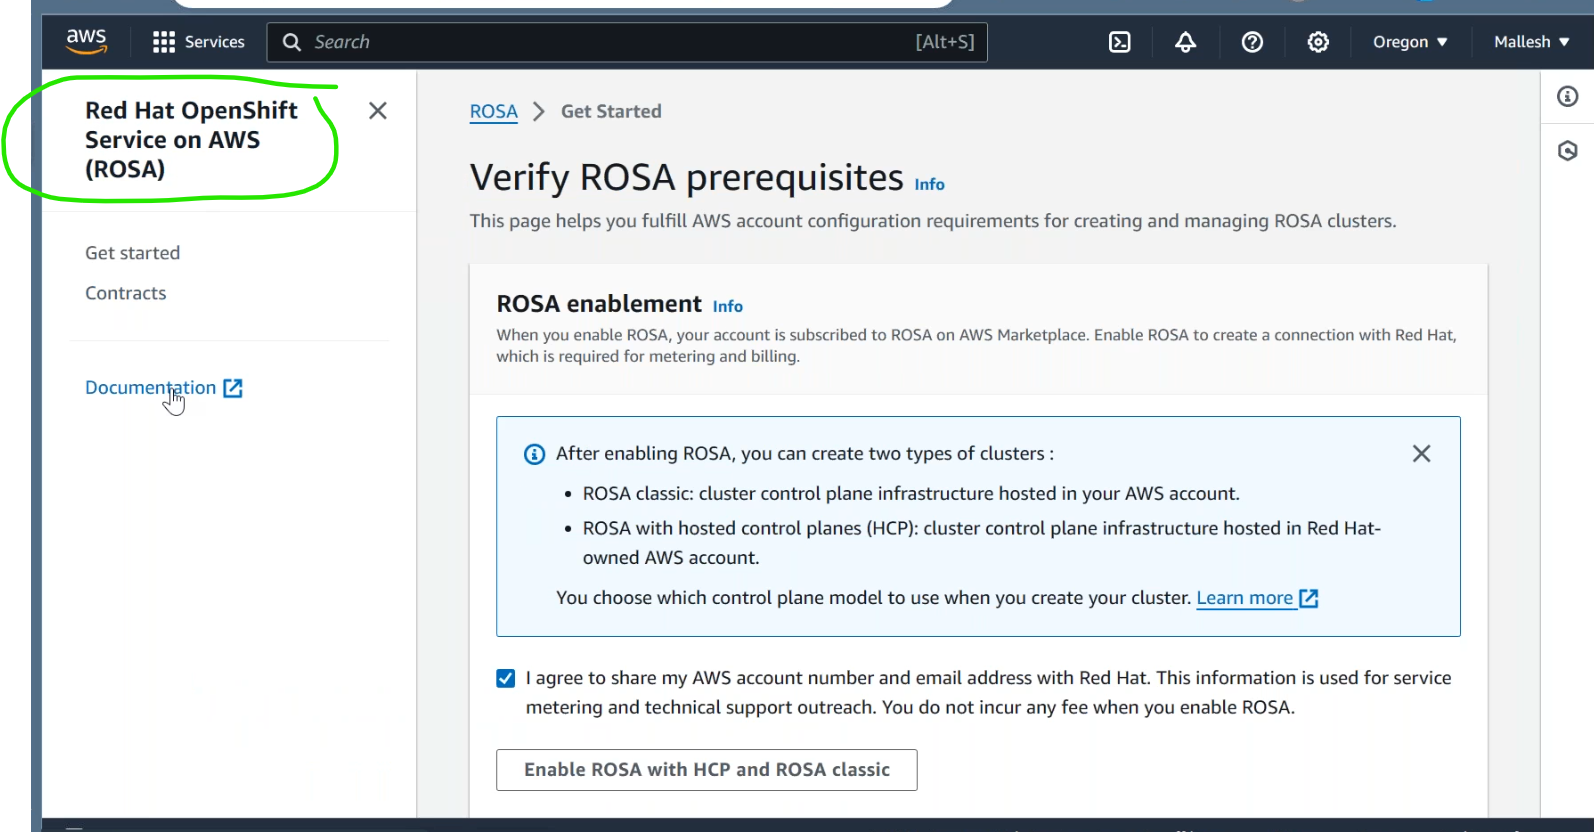 aws
Services
Search
[Alt+S]
Oregon
Mallesh
Red Hat OpenShift
Service on AWS
(ROSA)
Get started
Contracts
Documentation
ROSA
Get Started
Verify ROSA prerequisites Info
This page helps you fulfill AWS account configuration requirements for creating and managing ROSA clusters.
ROSA enablement Info
When you enable ROSA, your account is subscribed to ROSA on AWS Marketplace. Enable ROSA to create a connection with Red Hat,
which is required for metering and billing.
After enabling ROSA, you can create two types of clusters :
• ROSA classic: cluster control plane infrastructure hosted in your AWS account.
• ROSA with hosted control planes (HCP): cluster control plane infrastructure hosted in Red Hat-
owned AWS account.
You choose which control plane model to use when you create your cluster. Learn more
I agree to share my AWS account number and email address with Red Hat. This information is used for service
metering and technical support outreach. You do not incur any fee when you enable ROSA.
Enable ROSA with HCP and ROSA classic